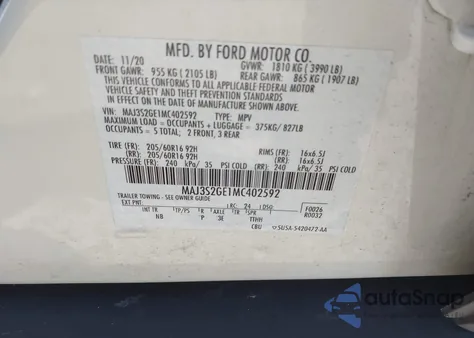 MFD. BY FORD MOTOR CO.
DATE: 11/20 GVWR: 1810 KG (3990 LB)
FRONT GAWR: 955 KG (2105 LB) REAR GAWR: 865 KG (1907 LB)
THIS VEHICLE CONFORMS TO ALL APPLICABLE FEDERAL MOTOR
VEHICLE SAFETY AND THEFT PREVENTION STANDARDS IN
EFFECT ON THE DATE OF MANUFACTURE SHOWN ABOVE.
VIN: MAJ3S2GE1MC402592 TYPE: MPV
MAXIMUM LOAD = OCCUPANTS + LUGGAGE = 375KG/ 827LB
OCCUPANTS = 5 TOTAL: 2 FRONT, 3 REAR
TIRE (FR): 205/60R16 92H RIMS (FR): 16x6.5J
(RR): 205/60R16 92H (RR): 16x6.5J
PRESSURE (FR): 240 kPa/ 35 PSI COLD (RR) 240 kPa/ 35 PSI COLD
MAJ3S2GE1MC402592
TRAILER TOWING - SEE OWNER GUIDE F0026
EXT PNT: RC: 24 DSO: R0032
INT TR TP/PS R AXLE TR SPR
NB P 3E TTHH
CBU 5U5A-5420472-AA
autoSnap